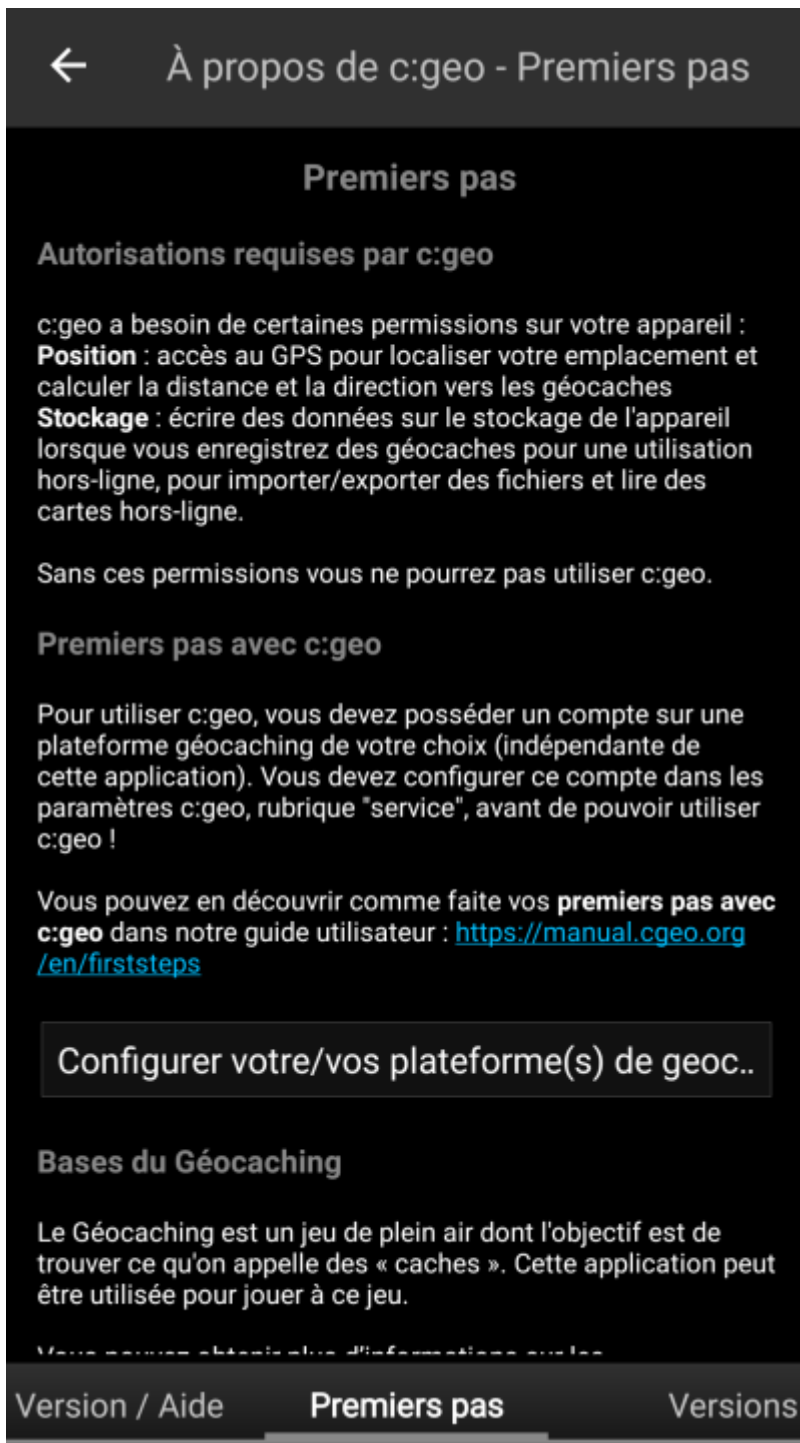 À propos de c:geo - Premiers pas
Premiers pas
Autorisations requises par c:geo
c:geo a besoin de certaines permissions sur votre appareil :
Position : accès au GPS pour localiser votre emplacement et
calculer la distance et la direction vers les géocaches
Stockage : écrire des données sur le stockage de l'appareil
lorsque vous enregistrez des géocaches pour une utilisation
hors-ligne, pour importer/exporter des fichiers et lire des
cartes hors-ligne.
Sans ces permissions vous ne pourrez pas utiliser c:geo.
Premiers pas avec c:geo
Pour utiliser c:geo, vous devez posséder un compte sur une
plateforme géocaching de votre choix (indépendante de
cette application). Vous devez configurer ce compte dans les
paramètres c:geo, rubrique "service", avant de pouvoir utiliser
c:geo !
Vous pouvez en découvrir comme faite vos premiers pas avec
c:geo dans notre guide utilisateur : https://manual.cgeo.org
/en/firststeps
Configurer votre/vos plateforme(s) de geoc..
Bases du Géocaching
Le Géocaching est un jeu de plein air dont l'objectif est de
trouver ce qu'on appelle des « caches ». Cette application peut
être utilisée pour jouer à ce jeu.
Vous pouvez obtenir plus d'informations sur les
Version / Aide
Premiers pas
Versions